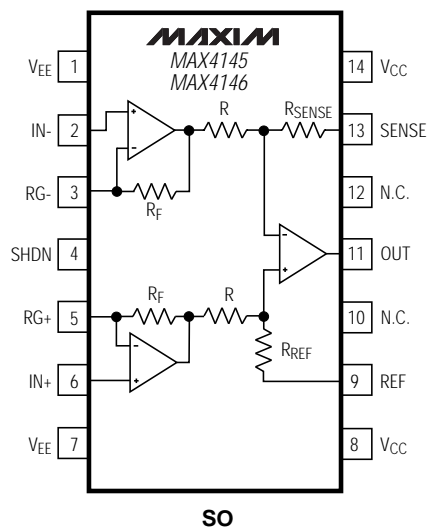 MAXIM
MAX4145
MAX4146
VEE 1
14 VCC
IN- 2
R
RSENSE
13 SENSE
RG- 3
12 N.C.
RF
SHDN 4
11 OUT
RG+ 5
RF
R
10 N.C.
RREF
IN+ 6
9 REF
VEE 7
8 VCC
+
-
-
+
-
+
SO